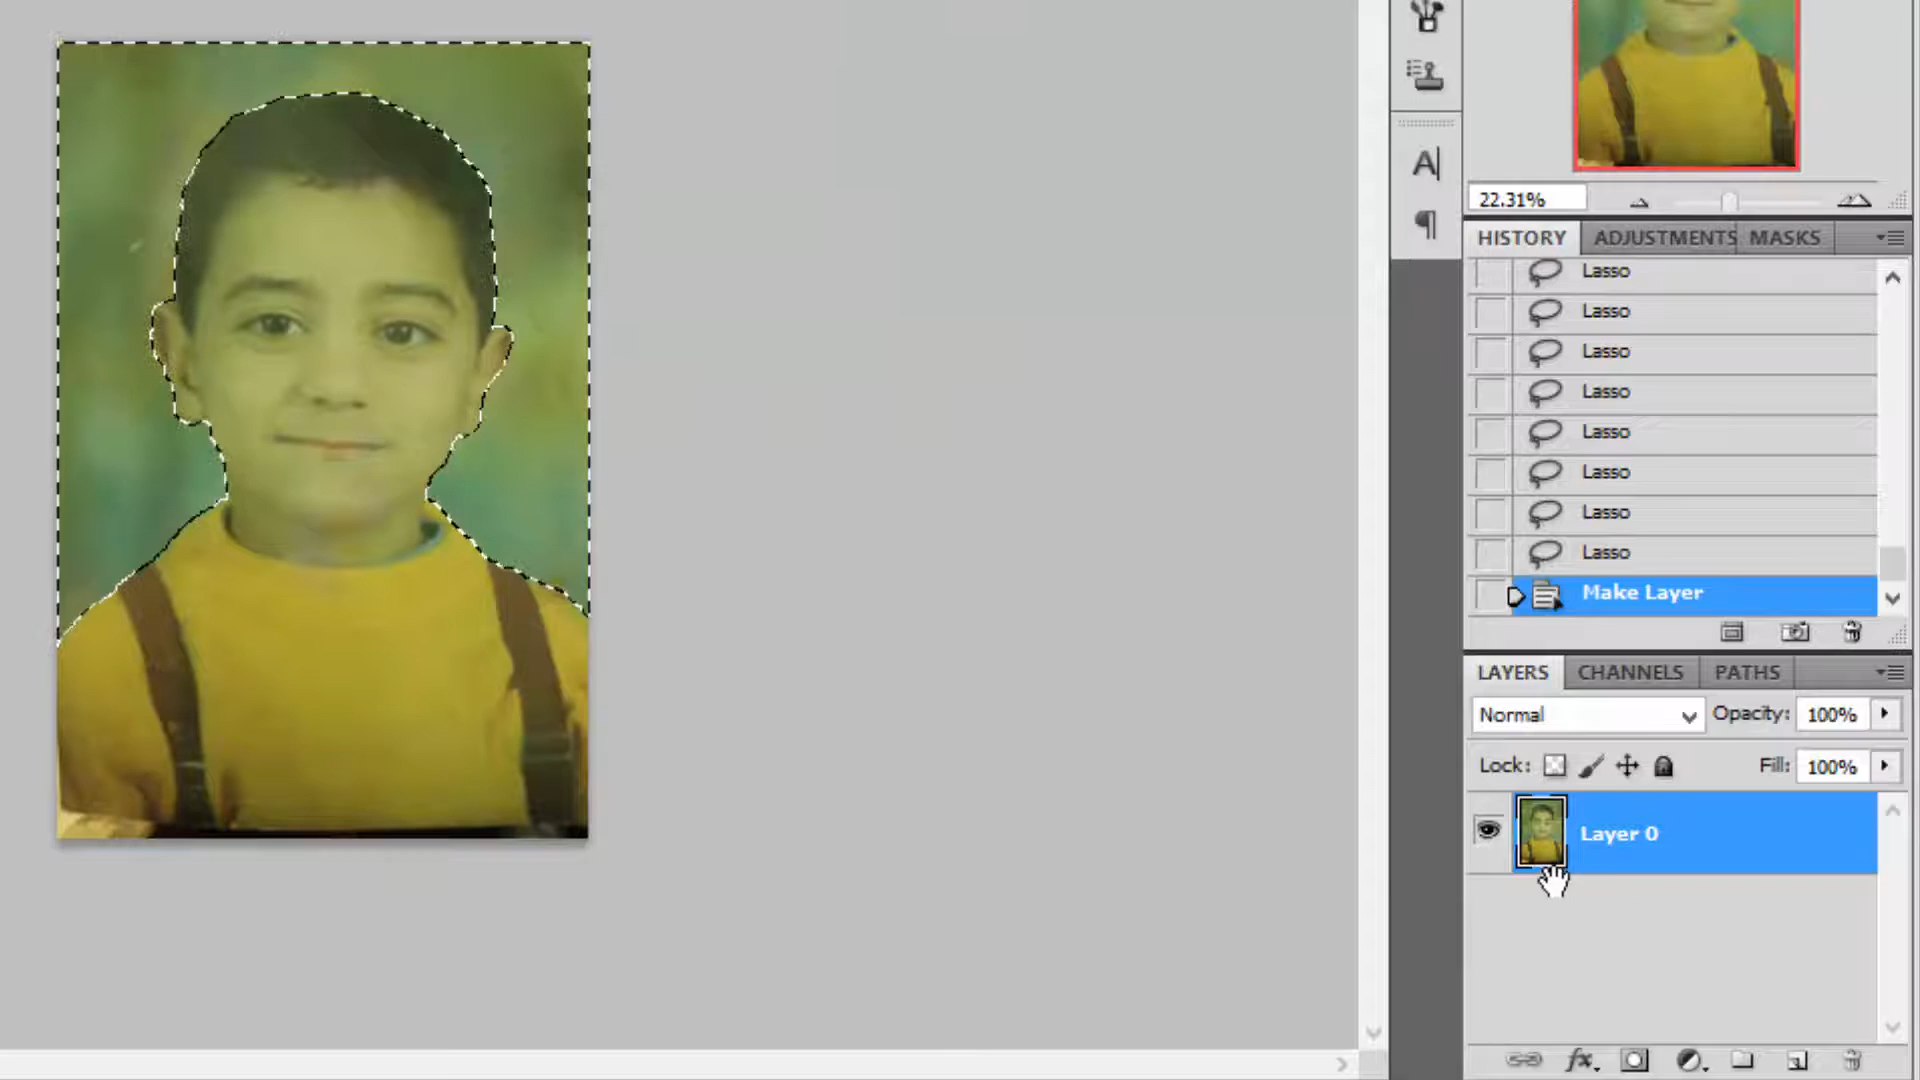 A
¶
22.31%
HISTORY ADJUSTMENTS MASKS
Lasso
Lasso
Lasso
Lasso
Lasso
Lasso
Lasso
Lasso
Make Layer
LAYERS CHANNELS PATHS
Normal Opacity: 100%
Lock: Fill: 100%
Layer 0
fx